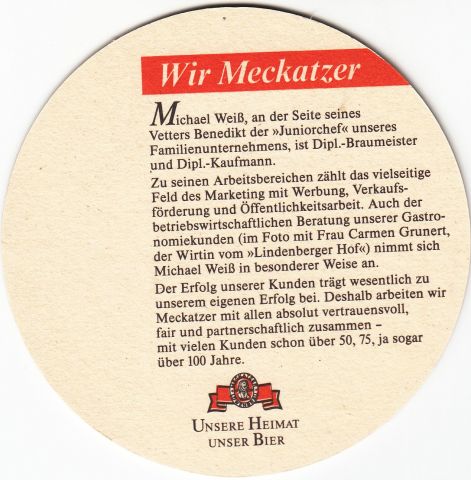 Wir Meckatzer
Michael Weiß, an der Seite seines
Vetters Benedikt der »Juniorchef« unseres
Familienunternehmens, ist Dipl.-Braumeister
und Dipl.-Kaufmann.
Zu seinen Arbeitsbereichen zählt das vielseitige
Feld des Marketing mit Werbung, Verkaufs-
förderung und Öffentlichkeitsarbeit. Auch der
betriebswirtschaftlichen Beratung unserer Gastro-
nomiekunden (im Foto mit Frau Carmen Grunert,
der Wirtin vom »Lindenberger Hof«) nimmt sich
Michael Weiß in besonderer Weise an.
Der Erfolg unserer Kunden trägt wesentlich zu
unserem eigenen Erfolg bei. Deshalb arbeiten wir
Meckatzer mit allen absolut vertrauensvoll,
fair und partnerschaftlich zusammen –
mit vielen Kunden schon über 50, 75, ja sogar
über 100 Jahre.
UNSERE HEIMAT
UNSER BIER